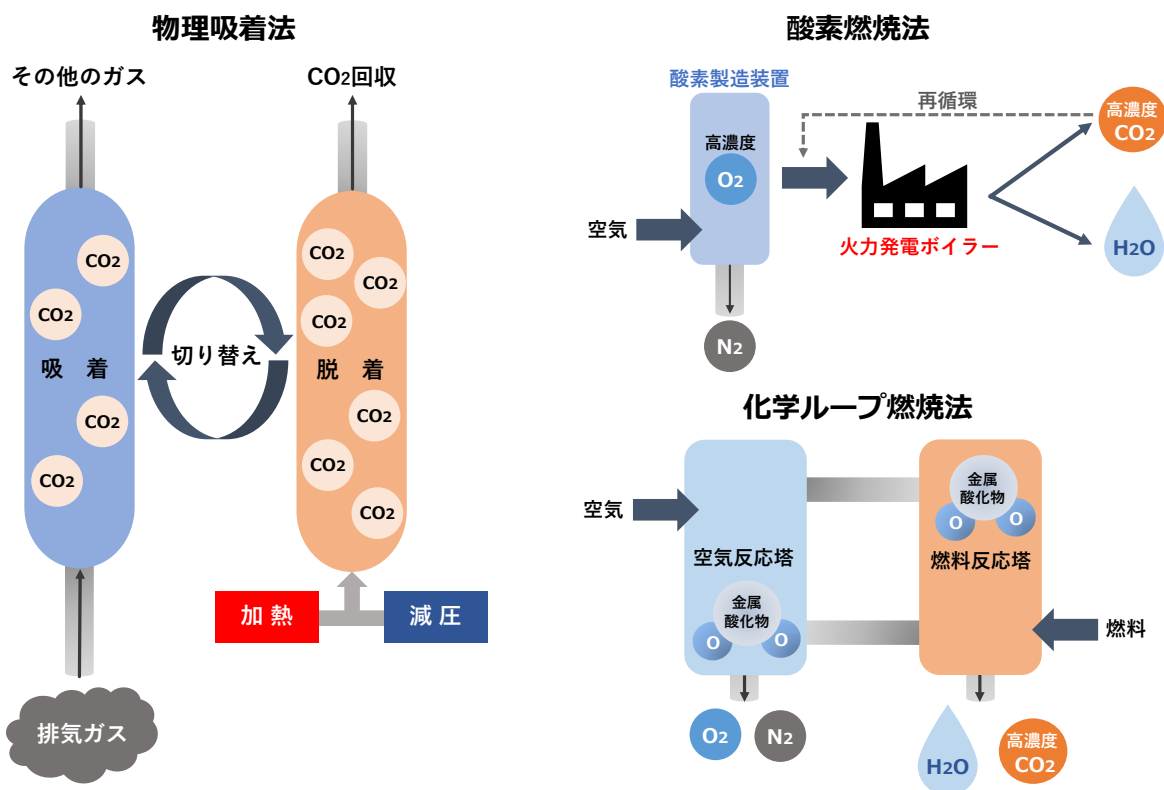 物理吸着法
その他のガス
CO2回収
CO2
CO2
吸 着
CO2
CO2
切り替え
CO2
CO2
CO2
脱 着
CO2
CO2
CO2
加 熱
減 圧
排気ガス
酸素燃焼法
酸素製造装置
再循環
高濃度
CO2
高濃度
O2
空気
火力発電ボイラー
H2O
N2
化学ループ燃焼法
空気
空気反応塔
金属
酸化物
O
O
O2
N2
金属
酸化物
O
O
燃料反応塔
燃料
H2O
高濃度
CO2